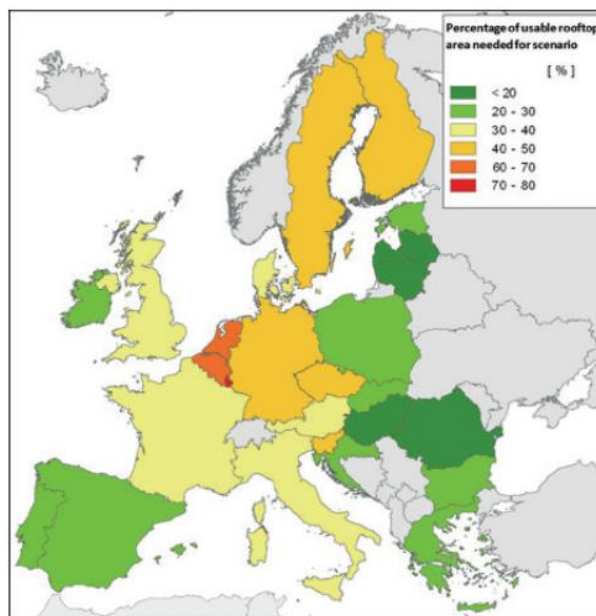 Percentage of usable rooftop
area needed for scenario
[ % ]
< 20
20 - 30
30 - 40
40 - 50
60 - 70
70 - 80